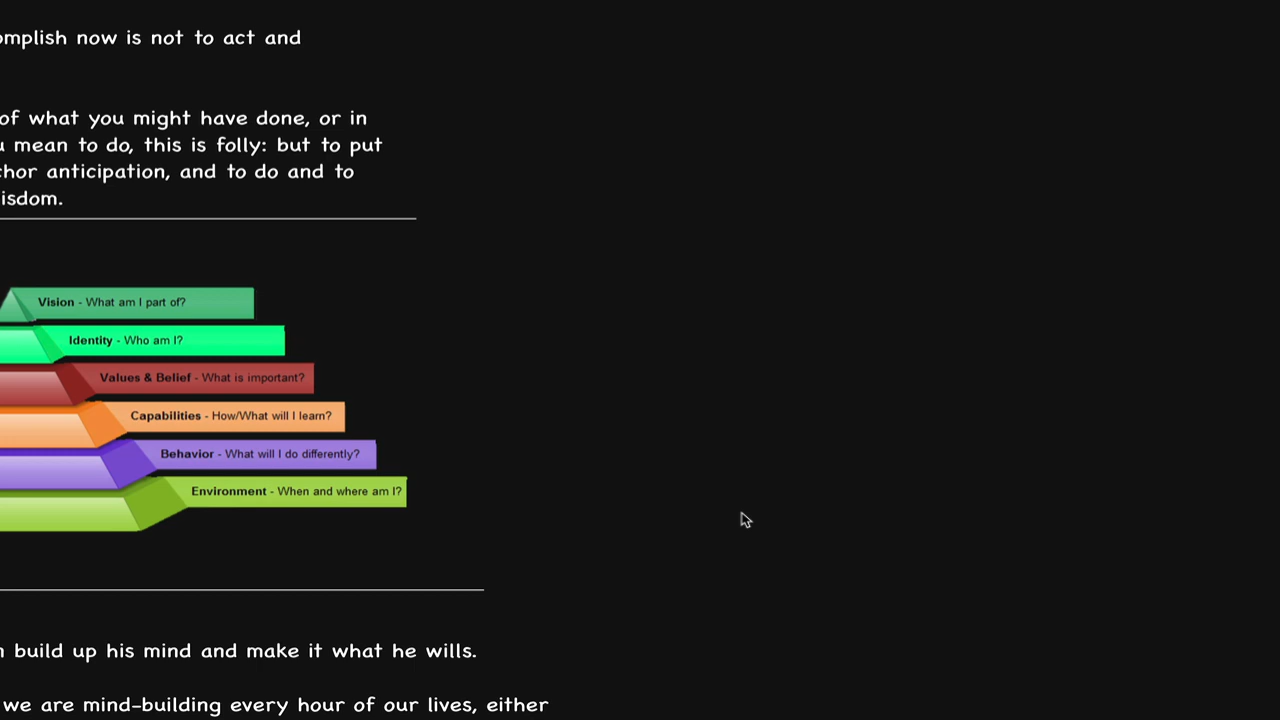 omplish now is not to act and
of what you might have done, or in
mean to do, this is folly: but to put
anticipation, and to do and to
isdom.
Vision - What am I part of?
Identity - Who am I?
Values & Belief - What is important?
Capabilities - How/What will I learn?
Behavior - What will I do differently?
Environment - When and where am I?
build up his mind and make it what he wills.
we are mind-building every hour of our lives, either